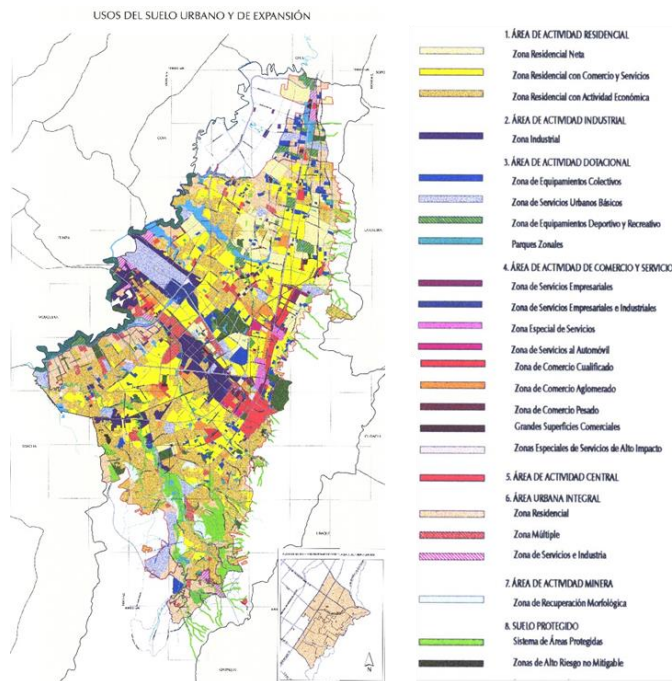 USOS DEL SUELO URBANO Y DE EXPANSIÓN
1. ÁREA DE ACTIVIDAD RESIDENCIAL
Zona Residencial Neta
Zona Residencial con Comercio y Servicios
Zona Residencial con Actividad Económica
2. ÁREA DE ACTIVIDAD INDUSTRIAL
Zona Industrial
3. ÁREA DE ACTIVIDAD DOTACIONAL
Zona de Equipamientos Colectivos
Zona de Servicios Urbanos Básicos
Zona de Equipamientos Deportivo y Recreativo
Parques Zonales
4. ÁREA DE ACTIVIDAD DE COMERCIO Y SERVICIO
Zona de Servicios Empresariales
Zona de Servicios Empresariales e Industriales
Zona Especial de Servicios
Zona de Servicios al Automóvil
Zona de Comercio Cualificado
Zona de Comercio Aglomerado
Zona de Comercio Pesado
Grandes Superficies Comerciales
Zonas Especiales de Servicios de Alto Impacto
5. ÁREA DE ACTIVIDAD CENTRAL
6. ÁREA URBANA INTEGRAL
Zona Residencial
Zona Múltiple
Zona de Servicios e Industria
7. ÁREA DE ACTIVIDAD MINERA
Zona de Recuperación Morfológica
8. SUELO PROTEGIDO
Sistema de Áreas Protegidas
Zonas de Alto Riesgo no Mitigable